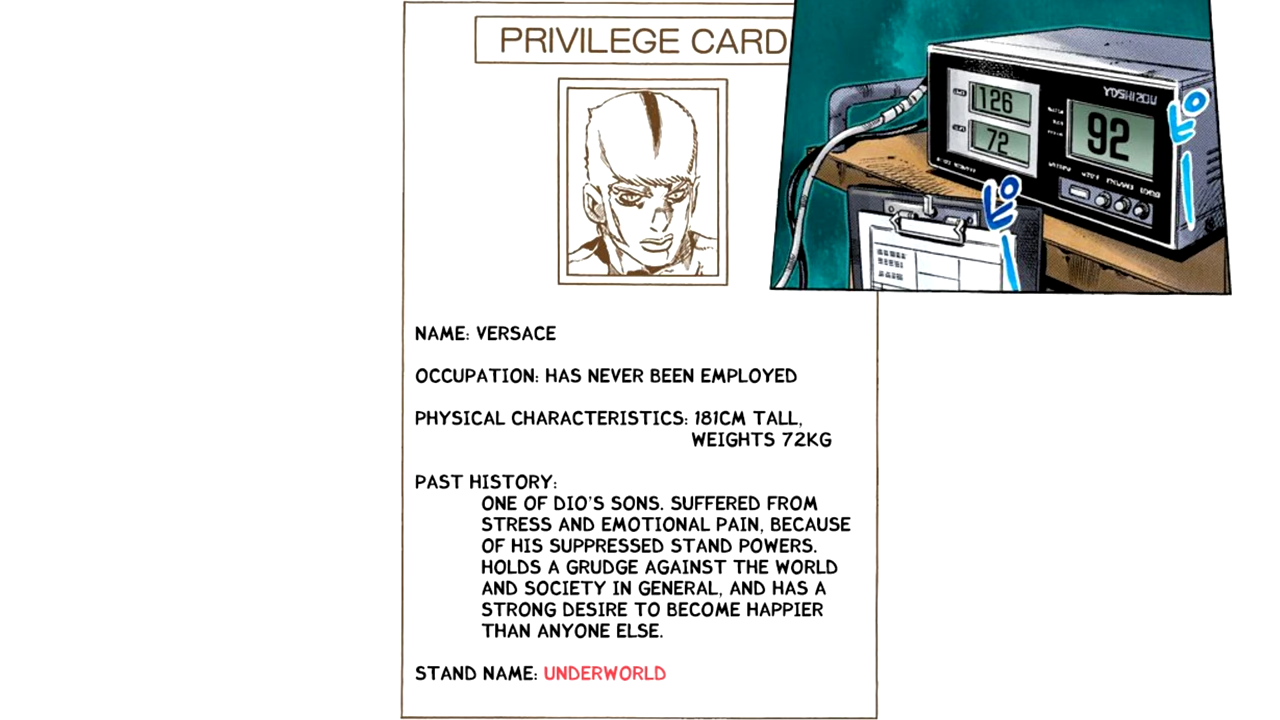 PRIVILEGE CARD
126
72
92
YOSHIZOU
NAME: VERSACE
OCCUPATION: HAS NEVER BEEN EMPLOYED
PHYSICAL CHARACTERISTICS: 181CM TALL,
WEIGHTS 72KG
PAST HISTORY:
ONE OF DIO'S SONS. SUFFERED FROM
STRESS AND EMOTIONAL PAIN, BECAUSE
OF HIS SUPPRESSED STAND POWERS.
HOLDS A GRUDGE AGAINST THE WORLD
AND SOCIETY IN GENERAL, AND HAS A
STRONG DESIRE TO BECOME HAPPIER
THAN ANYONE ELSE.
STAND NAME: UNDERWORLD